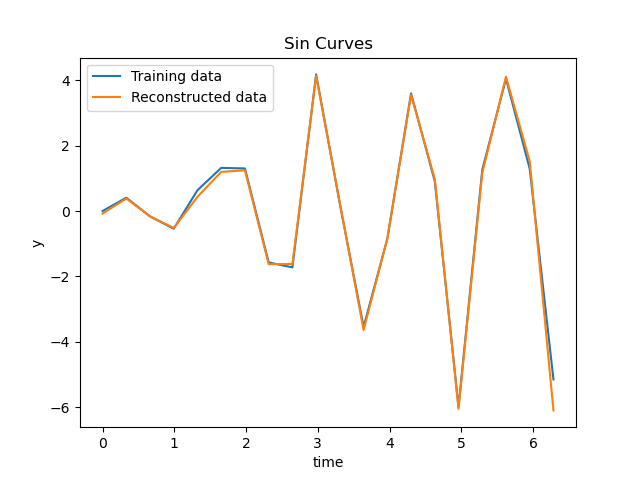 Sin Curves
Training data
Reconstructed data
y
4
2
0
−2
−4
−6
0 1 2 3 4 5 6
time